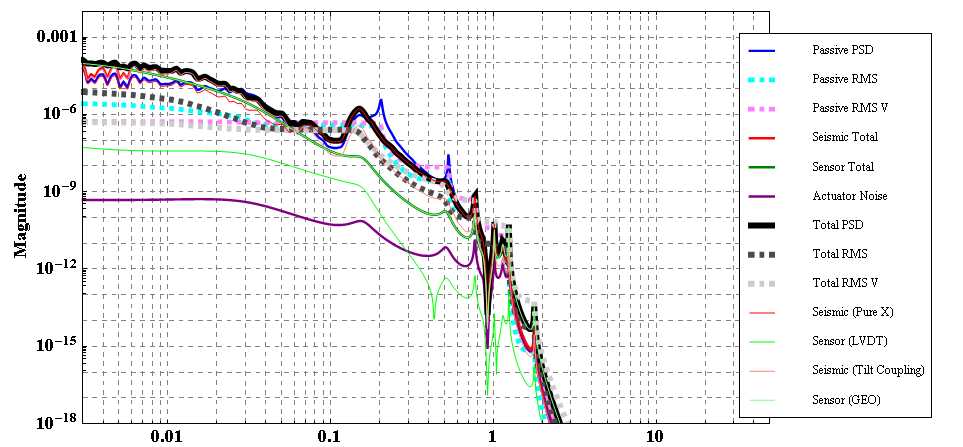 0.001
10⁻⁶
10⁻⁹
10⁻¹²
10⁻¹⁵
10⁻¹⁸
Magnitude
0.01
0.1
1
10
Passive PSD
Passive RMS
Passive RMS V
Seismic Total
Sensor Total
Actuator Noise
Total PSD
Total RMS
Total RMS V
Seismic (Pure X)
Sensor (LVDT)
Seismic (Tilt Coupling)
Sensor (GEO)